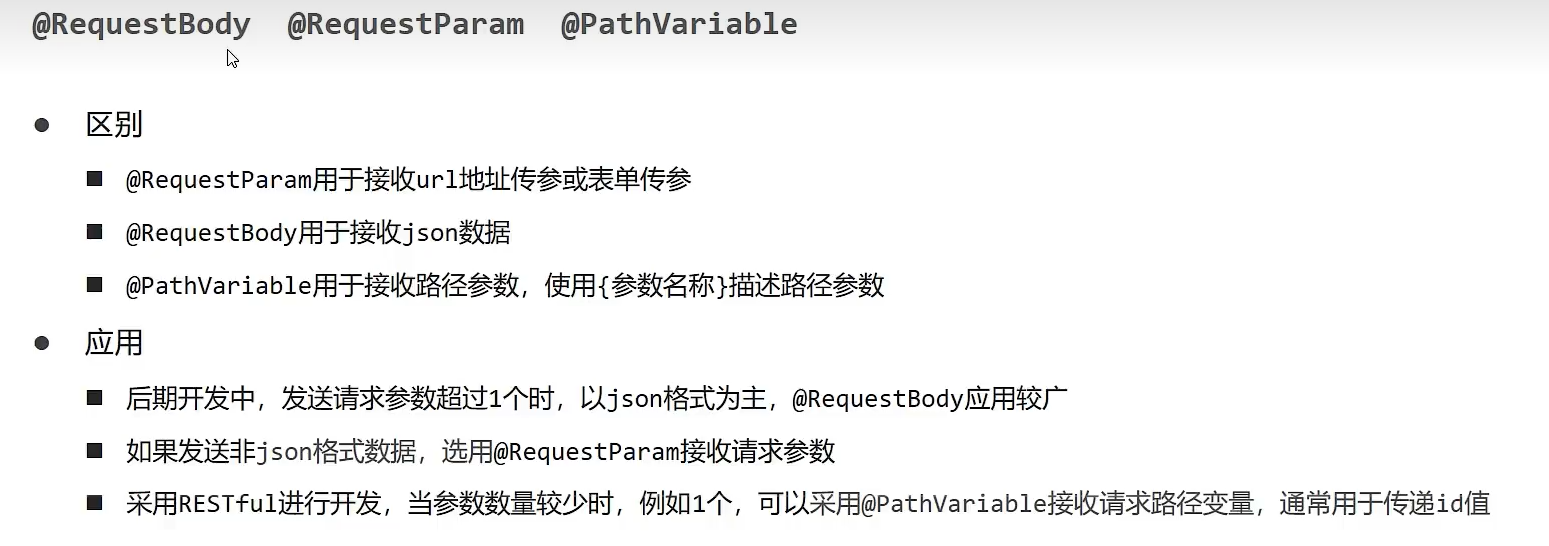 @RequestBody @RequestParam @PathVariable
区别
@RequestParam用于接收url地址传参或表单传参
@RequestBody用于接收json数据
@PathVariable用于接收路径参数，使用{参数名称}描述路径参数
应用
后期开发中，发送请求参数超过1个时，以json格式为主，@RequestBody应用较广
如果发送非json格式数据，选用@RequestParam接收请求参数
采用RESTful进行开发，当参数数量较少时，例如1个，可以采用@PathVariable接收请求路径变量，通常用于传递id值